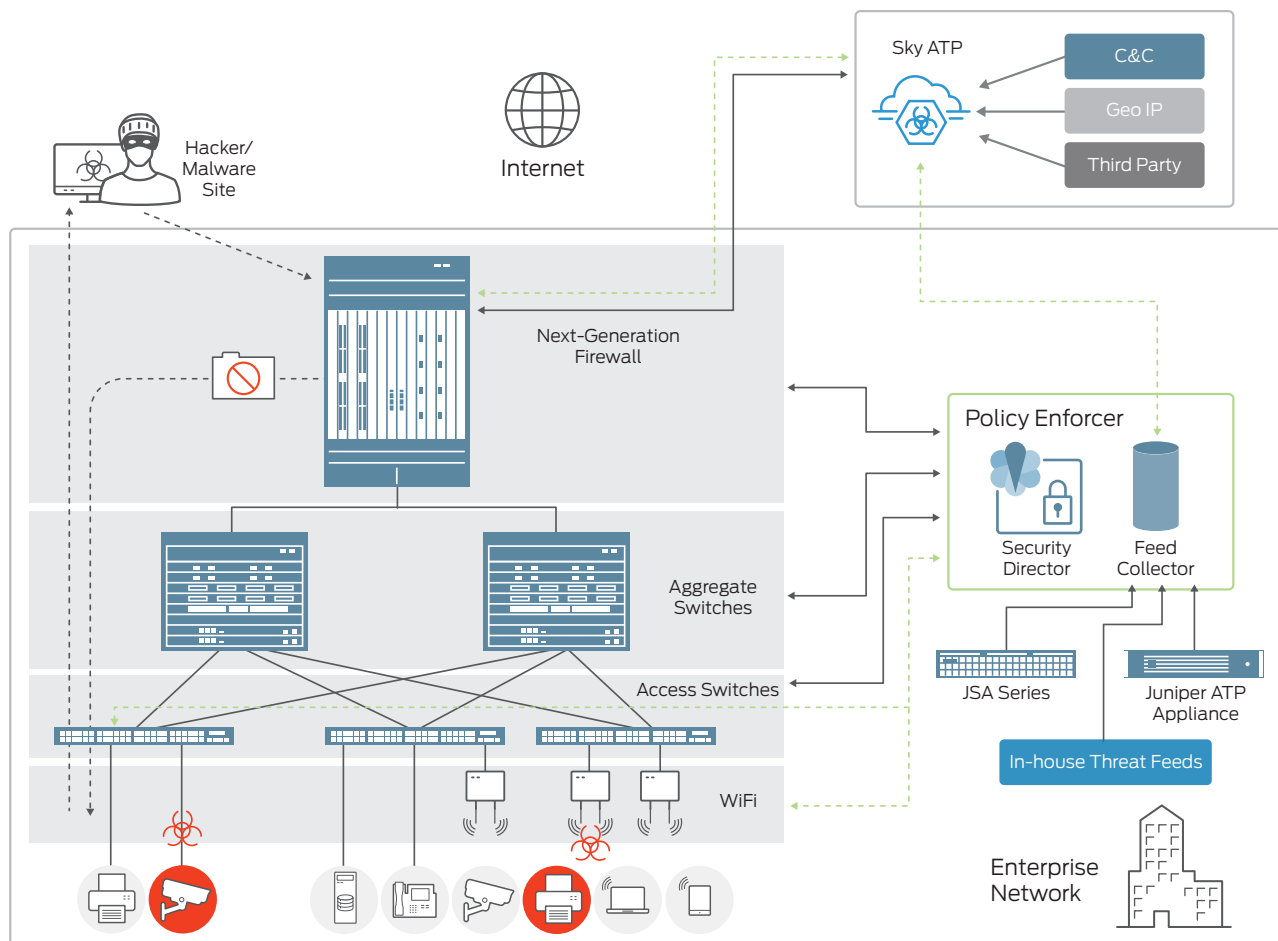 Sky ATP
C&C
Geo IP
Third Party
Hacker/
Malware
Site
Internet
Next-Generation
Firewall
Policy Enforcer
Security
Director
Feed
Collector
Aggregate
Switches
Access Switches
JSA Series
Juniper ATP
Appliance
In-house Threat Feeds
WiFi
Enterprise
Network